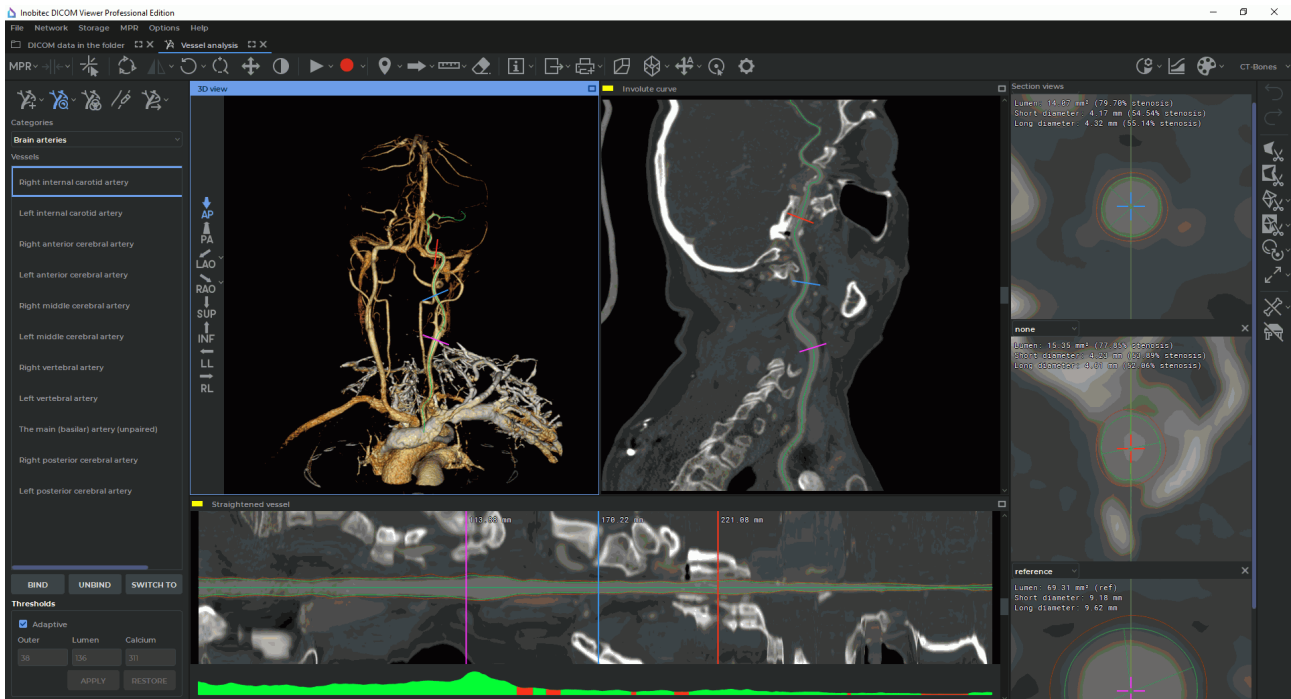 Inobitec DICOM Viewer Professional Edition
File Network Storage MPR Options Help
DICOM data in the folder
Vessel analysis
MPR
CT-Bones
Categories
Brain arteries
Vessels
Right internal carotid artery
Left internal carotid artery
Right anterior cerebral artery
Left anterior cerebral artery
Right middle cerebral artery
Left middle cerebral artery
Right vertebral artery
Left vertebral artery
The main (basilar) artery (unpaired)
Right posterior cerebral artery
Left posterior cerebral artery
BIND UNBIND SWITCH TO
Thresholds
Adaptive
Outer Lumen Calcium
38 136 311
APPLY RESTORE
3D view
AP
PA
LAO
RAO
SUP
INF
LL
RL
Involute curve
Straightened vessel
170.22 mm
221.08 mm
Section views
Lumen: 14.07 mm² (79.70% stenosis)
Short diameter: 4.17 mm (54.54% stenosis)
Long diameter: 4.32 mm (55.14% stenosis)
none
Lumen: 15.35 mm² (77.85% stenosis)
Short diameter: 4.23 mm (53.89% stenosis)
Long diameter: (52.06% stenosis)
reference
Lumen: 69.31 mm² (ref)
Short diameter: 9.18 mm
Long diameter: 9.62 mm